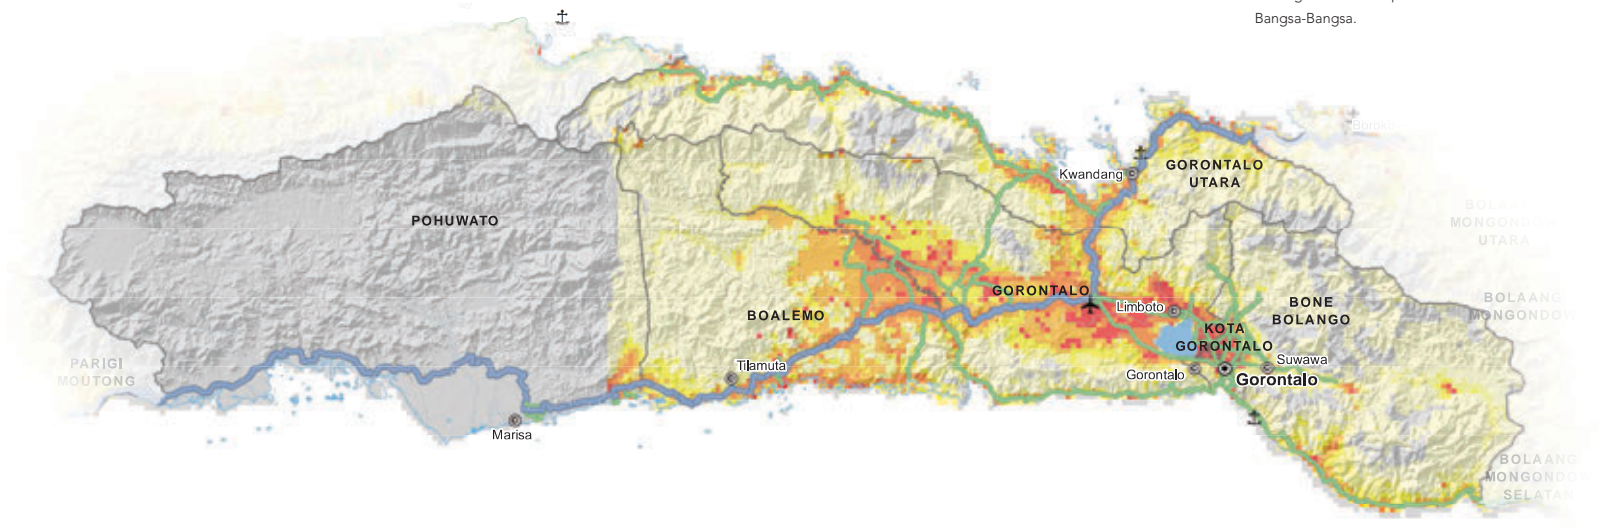 Bangsa-Bangsa.
Boroko
Kwandang
GORONTALO
UTARA
POHUWATO
BOLAANG
MONGONDOW
UTARA
GORONTALO
Limboto
BONE
BOLANGO
BOLAANG
MONGONDOW
BOALEMO
KOTA
GORONTALO
PARIGI
MOUTONG
Tilamuta
Suwawa
Gorontalo
Gorontalo
Marisa
BOLAANG
MONGONDOW
SELATAN